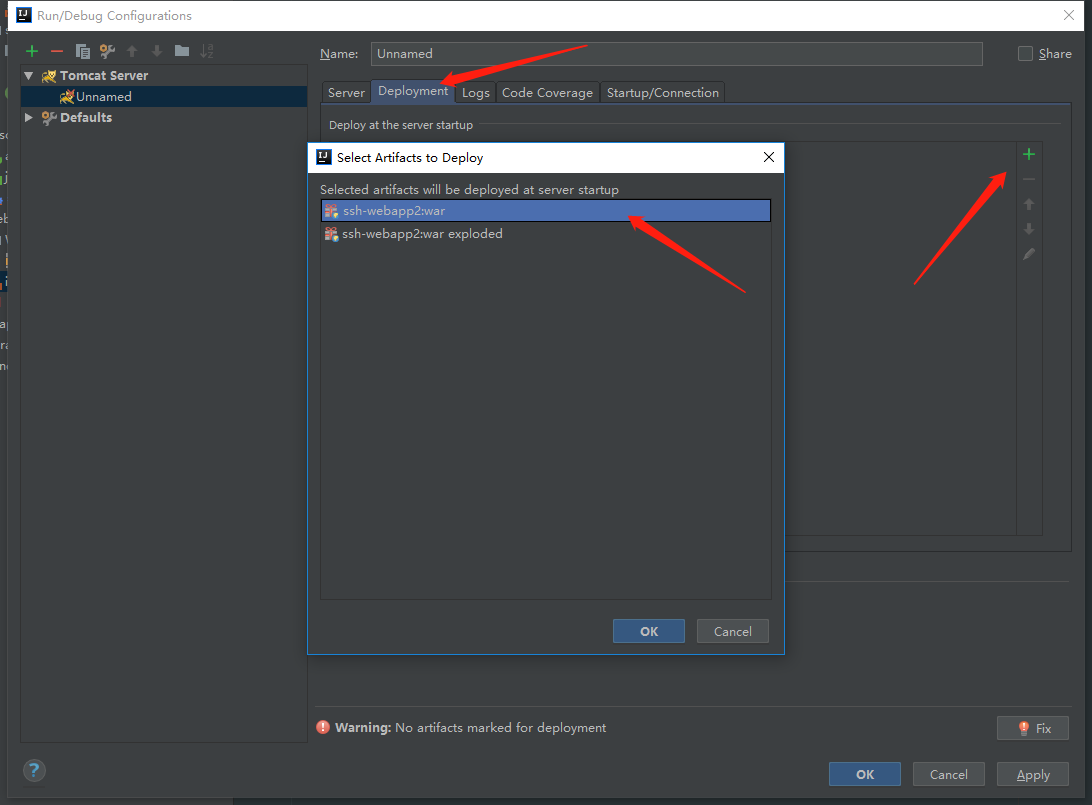 Run/Debug Configurations
Name: Unnamed Share
Tomcat Server
Unnamed
Defaults
Server Deployment Logs Code Coverage Startup/Connection
Deploy at the server startup
Select Artifacts to Deploy
Selected artifacts will be deployed at server startup
ssh-webapp2:war
ssh-webapp2:war exploded
OK Cancel
Warning: No artifacts marked for deployment Fix
? OK Cancel Apply